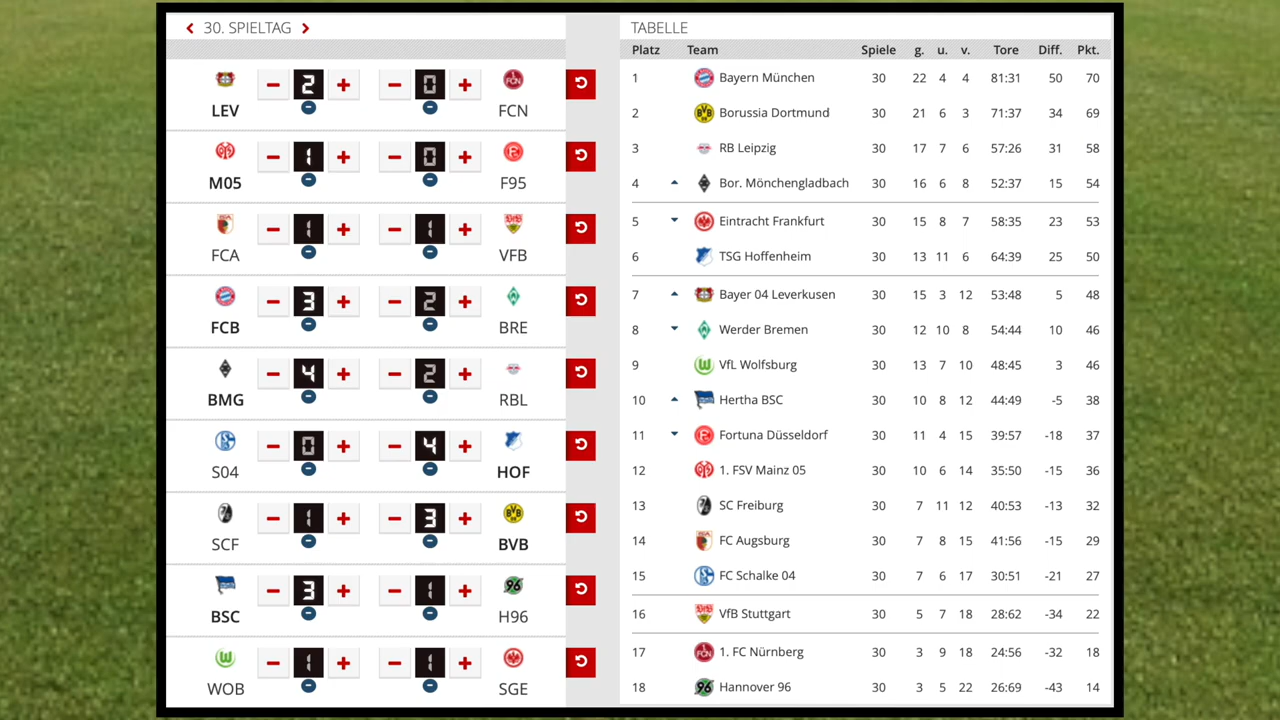 30. SPIELTAG
LEV 2 0 FCN
M05 1 0 F95
FCA 1 1 VFB
FCB 3 2 BRE
BMG 4 2 RBL
S04 0 4 HOF
SCF 1 3 BVB
BSC 3 1 H96
WOB 1 1 SGE
TABELLE
Platz Team Spiele g. u. v. Tore Diff. Pkt.
1 Bayern München 30 22 4 4 81:31 50 70
2 Borussia Dortmund 30 21 6 3 71:37 34 69
3 RB Leipzig 30 17 7 6 57:26 31 58
4 Bor. Mönchengladbach 30 16 6 8 52:37 15 54
5 Eintracht Frankfurt 30 15 8 7 58:35 23 53
6 TSG Hoffenheim 30 13 11 6 64:39 25 50
7 Bayer 04 Leverkusen 30 15 3 12 53:48 5 48
8 Werder Bremen 30 12 10 8 54:44 10 46
9 VfL Wolfsburg 30 13 7 10 48:45 3 46
10 Hertha BSC 30 10 8 12 44:49 -5 38
11 Fortuna Düsseldorf 30 11 4 15 39:57 -18 37
12 1. FSV Mainz 05 30 10 6 14 35:50 -15 36
13 SC Freiburg 30 7 11 12 40:53 -13 32
14 FC Augsburg 30 7 8 15 41:56 -15 29
15 FC Schalke 04 30 7 6 17 30:51 -21 27
16 VfB Stuttgart 30 5 7 18 28:62 -34 22
17 1. FC Nürnberg 30 3 9 18 24:56 -32 18
18 Hannover 96 30 3 5 22 26:69 -43 14